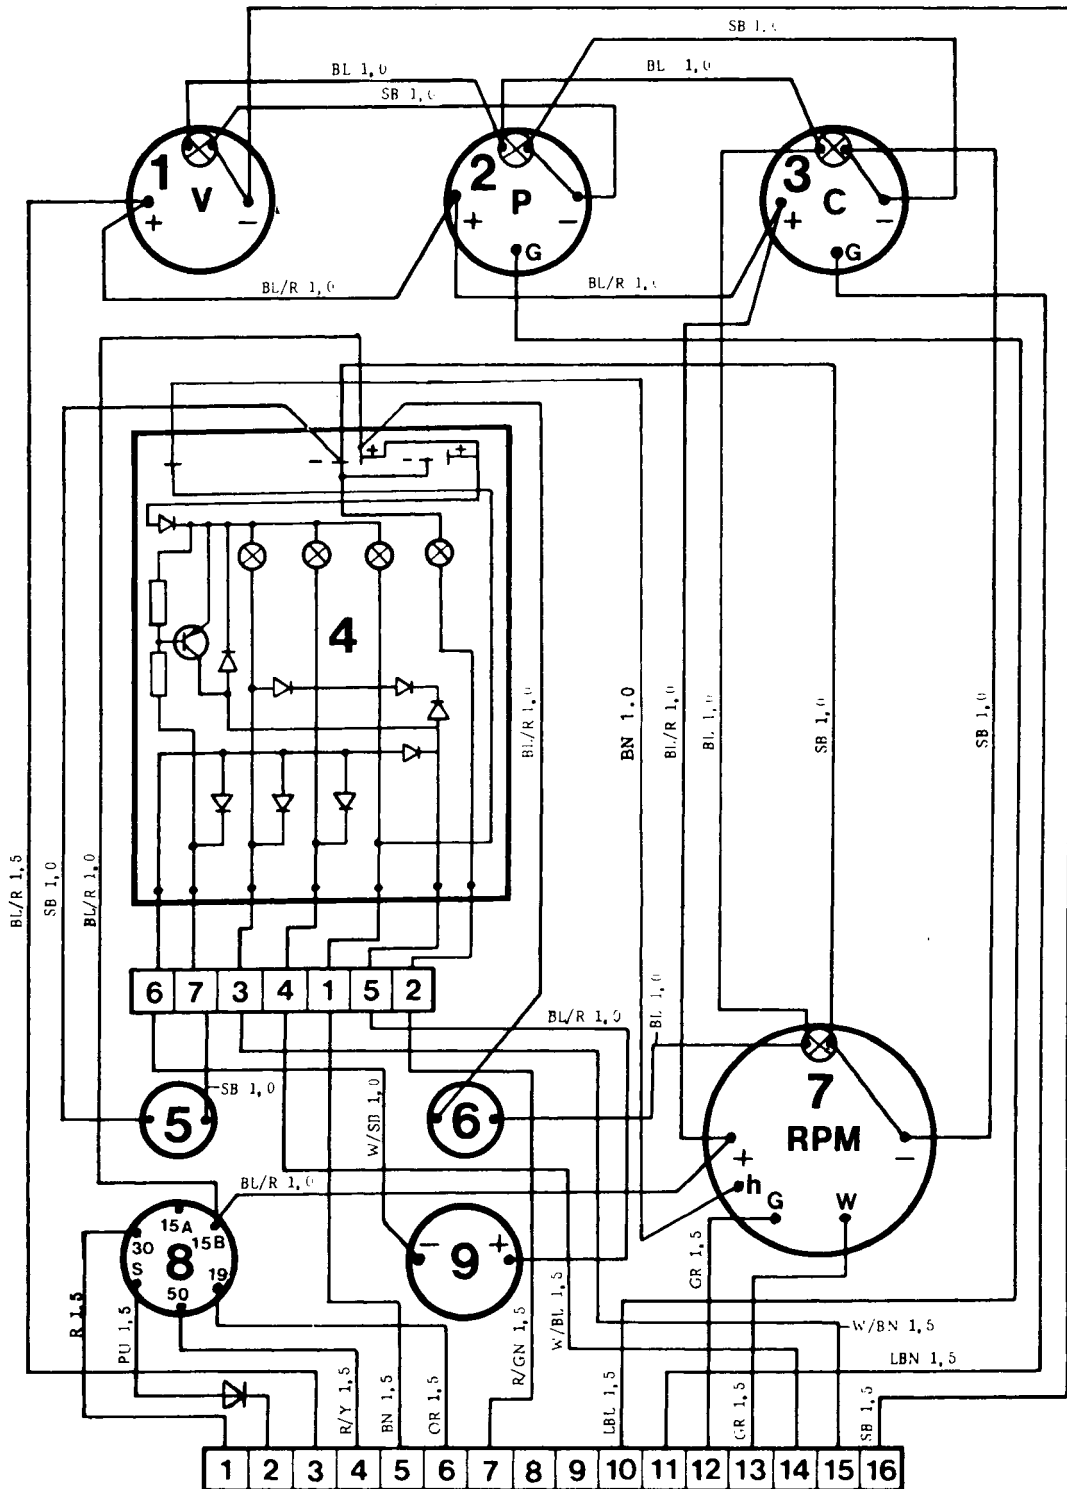 SB 1,0
BL 1,0
BL 1,0
SB 1,0
1
2
3
V
P
C
+
−
+
−
+
−
G
G
BL/R 1,0
BL/R 1,0
−
+
−
+
4
BL/R 1,0
BN 1.0
BL/R 1,0
BL 1,0
SB 1,0
SB 1,0
BL/R 1,5
SB 1,0
BL/R 1,0
6 7 3 4 1 5 2
BL/R 1,0
BL 1,0
SB 1,0
W/SB 1,0
5
6
7
RPM
+
−
h
G
W
BL/R 1,0
15A
15B
30
S
8
19
50
−
+
9
R 1,5
PU 1,5
R/Y 1,5
BN 1,5
OR 1,5
R/GN 1,5
W/BL 1,5
LBL 1,5
GR 1,5
GR 1,5
W/BN 1,5
LBN 1,5
SB 1,5
1 2 3 4 5 6 7 8 9 10 11 12 13 14 15 16